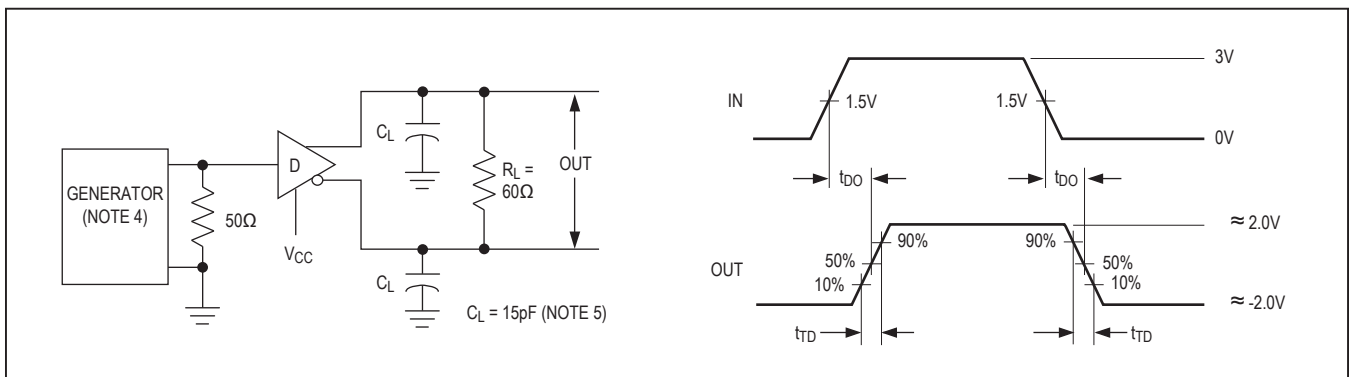 GENERATOR
(NOTE 4)
50Ω
D
VCC
CL
RL =
60Ω
OUT
CL
CL = 15pF (NOTE 5)
IN
3V
1.5V
1.5V
0V
tDO
tDO
OUT
≈ 2.0V
90%
90%
50%
50%
10%
10%
≈ -2.0V
tTD
tTD